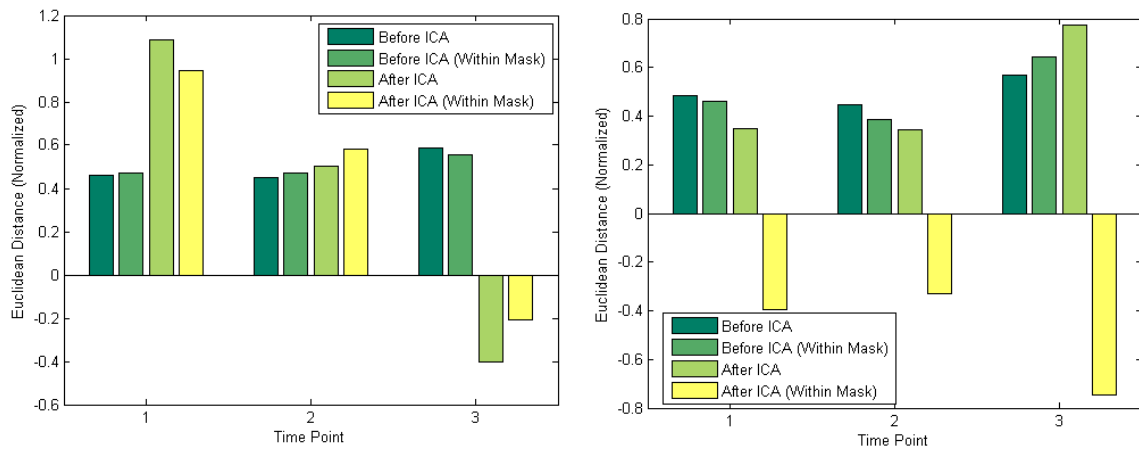 1.2
1
0.8
0.6
0.4
0.2
0
-0.2
-0.4
-0.6
Euclidean Distance (Normalized)
Before ICA
Before ICA (Within Mask)
After ICA
After ICA (Within Mask)
1 2 3
Time Point
0.8
0.6
0.4
0.2
0
-0.2
-0.4
-0.6
-0.8
Euclidean Distance (Normalized)
Before ICA
Before ICA (Within Mask)
After ICA
After ICA (Within Mask)
1 2 3
Time Point